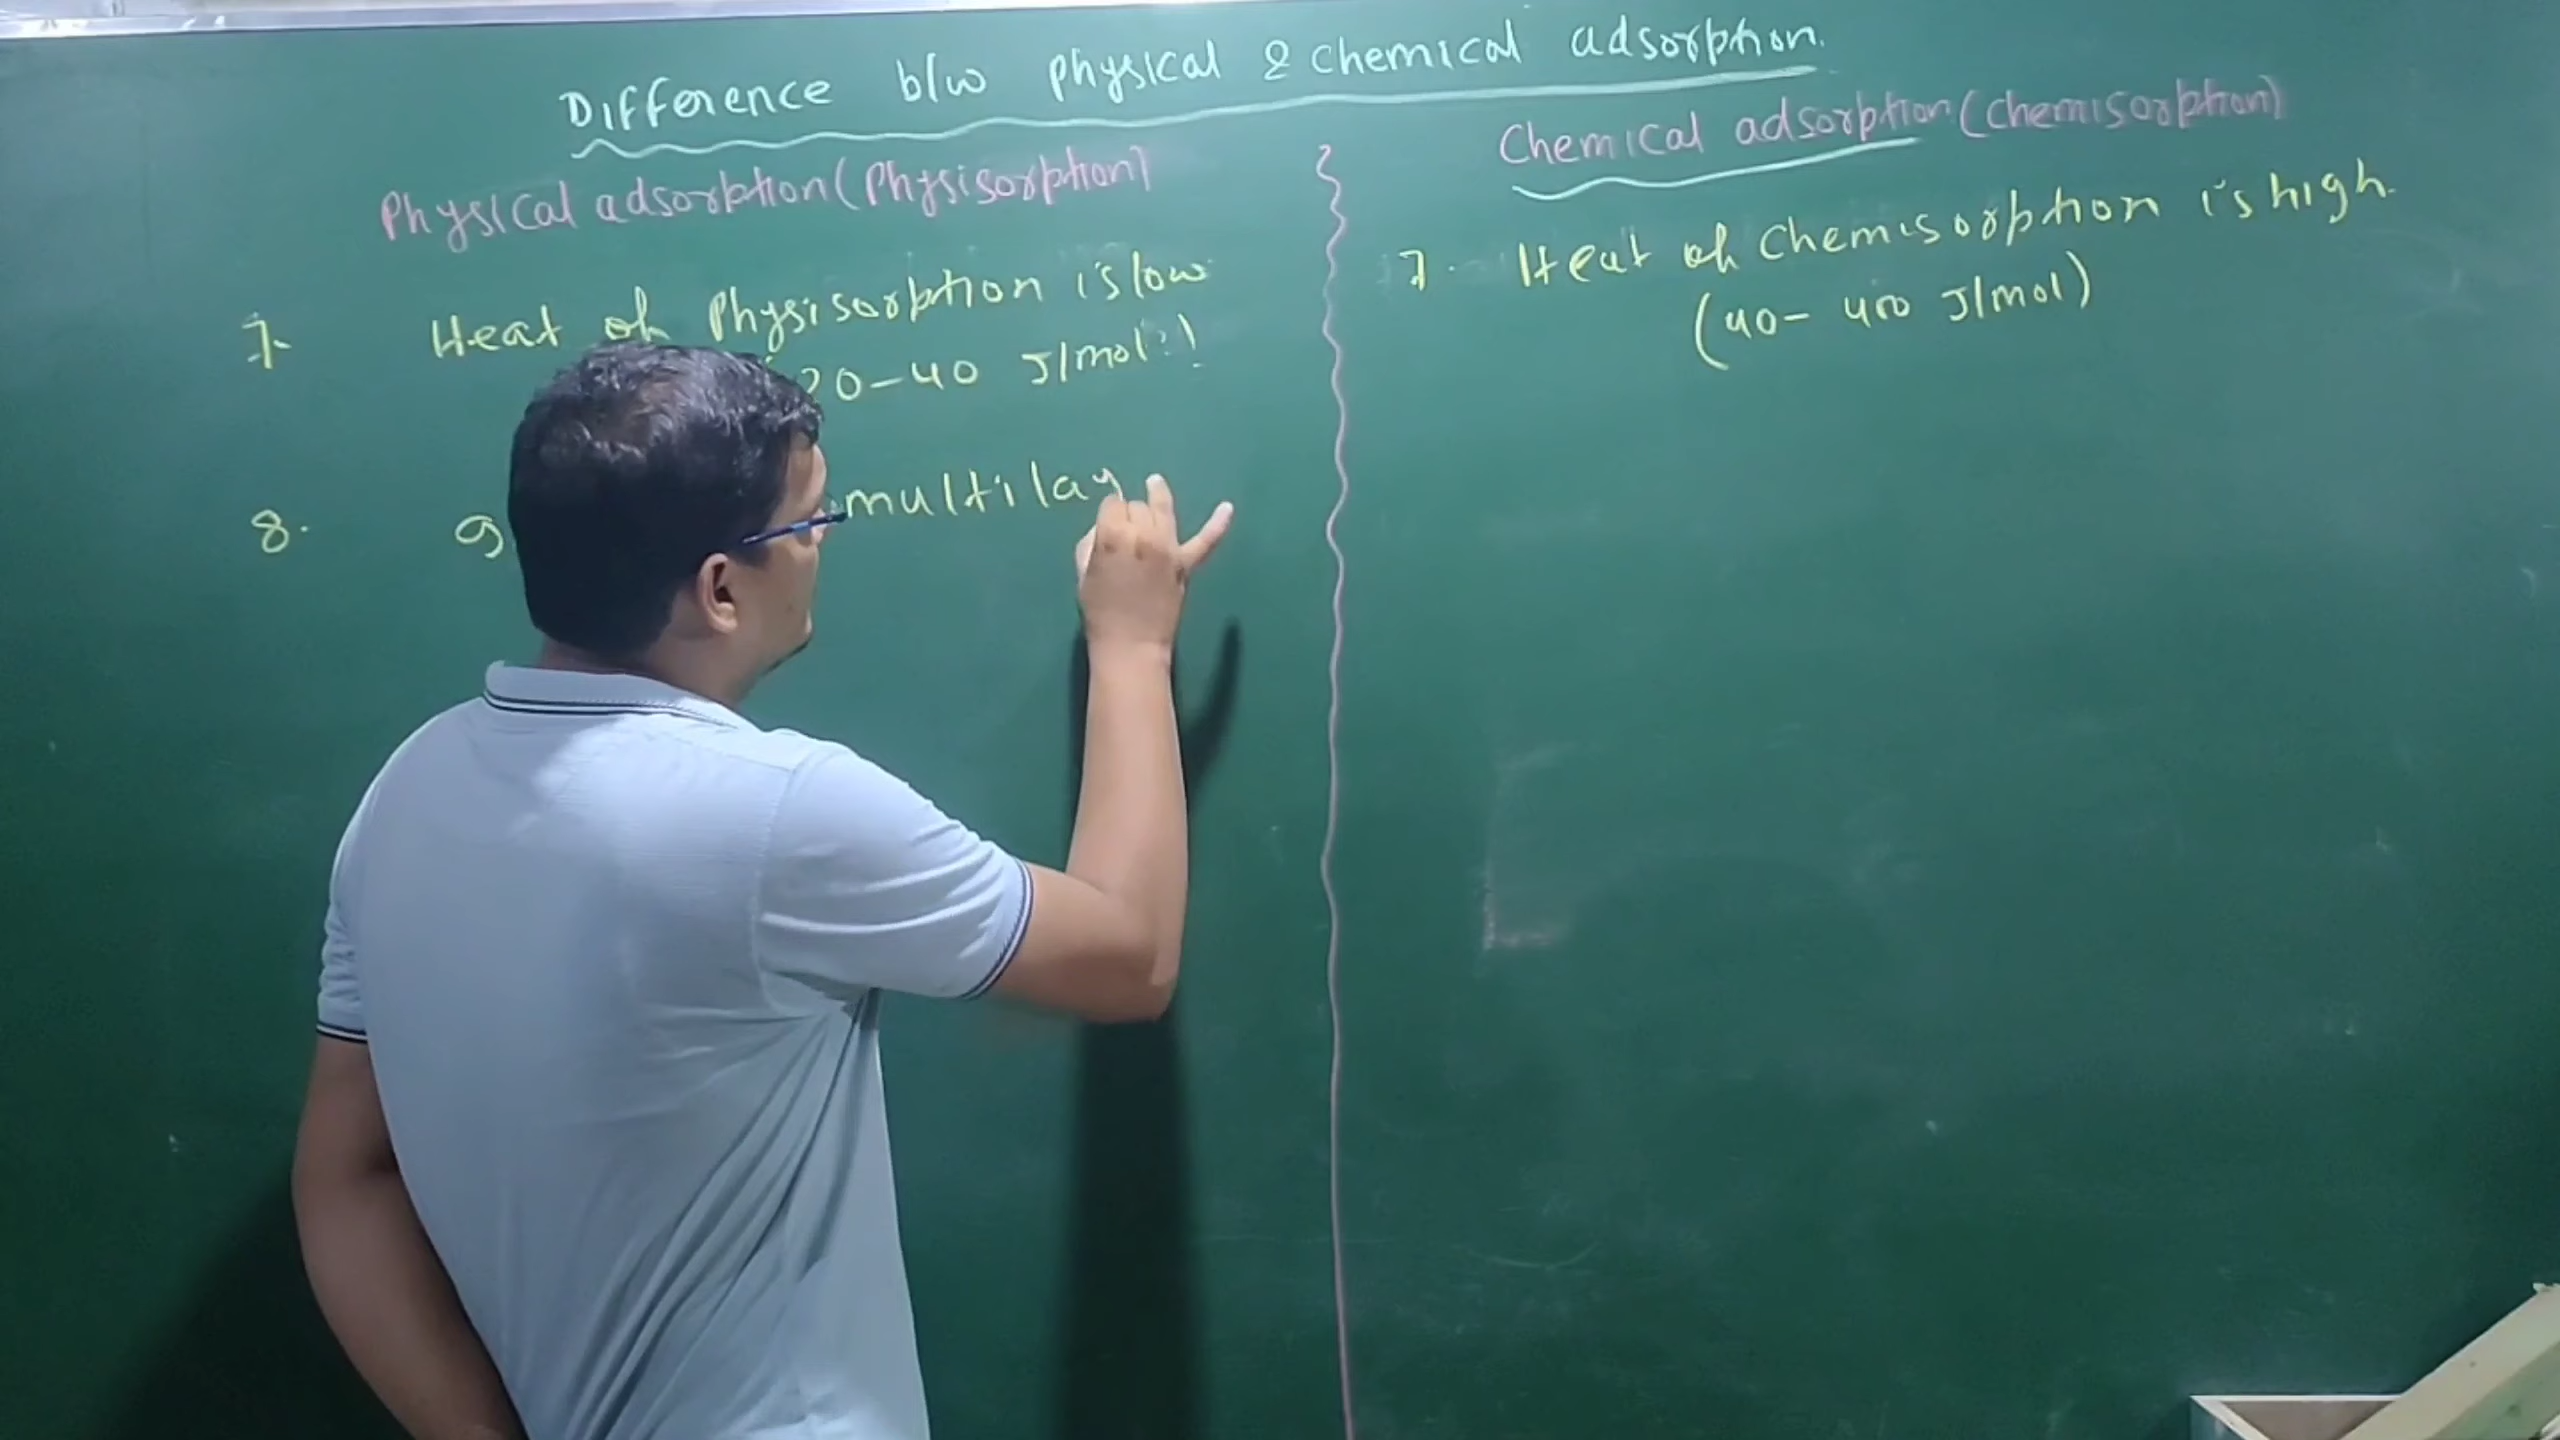 Difference b/w physical & chemical adsorption.
Physical adsorption (Physisorption)
Chemical adsorption (chemisorption)
7. Heat of Physisorption is low
20-40 J/mol)
7. Heat of Chemisorption is high.
(40- 400 J/mol)
8. multilay